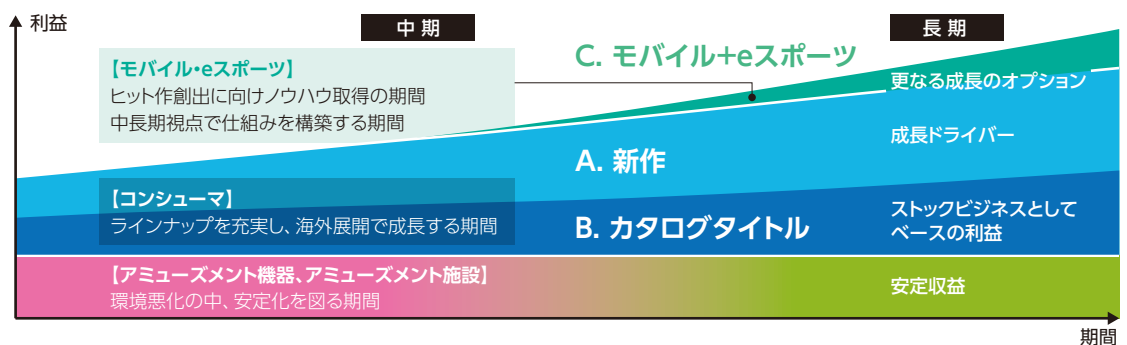 利益
中期
長期
【モバイル・eスポーツ】
ヒット作創出に向けノウハウ取得の期間
中長期視点で仕組みを構築する期間
C. モバイル+eスポーツ
更なる成長のオプション
A. 新作
成長ドライバー
【コンシューマ】
ラインナップを充実し、海外展開で成長する期間
B. カタログタイトル
ストックビジネスとして
ベースの利益
【アミューズメント機器、アミューズメント施設】
環境悪化の中、安定化を図る期間
安定収益
期間